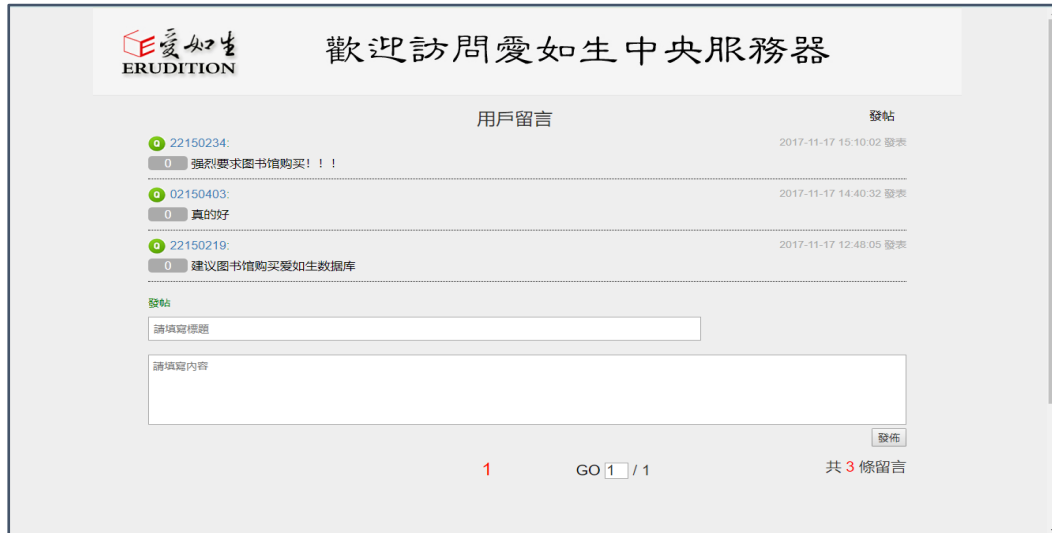 愛如生
ERUDITION
歡迎訪問愛如生中央服務器
用戶留言
發帖
Q 22150234:
2017-11-17 15:10:02 發表
0 强烈要求图书馆购买！！！
Q 02150403:
2017-11-17 14:40:32 發表
0 真的好
Q 22150219:
2017-11-17 12:48:05 發表
0 建议图书馆购买爱如生数据库
發帖
請填寫標題
請填寫內容
發佈
1
GO 1 / 1
共 3 條留言